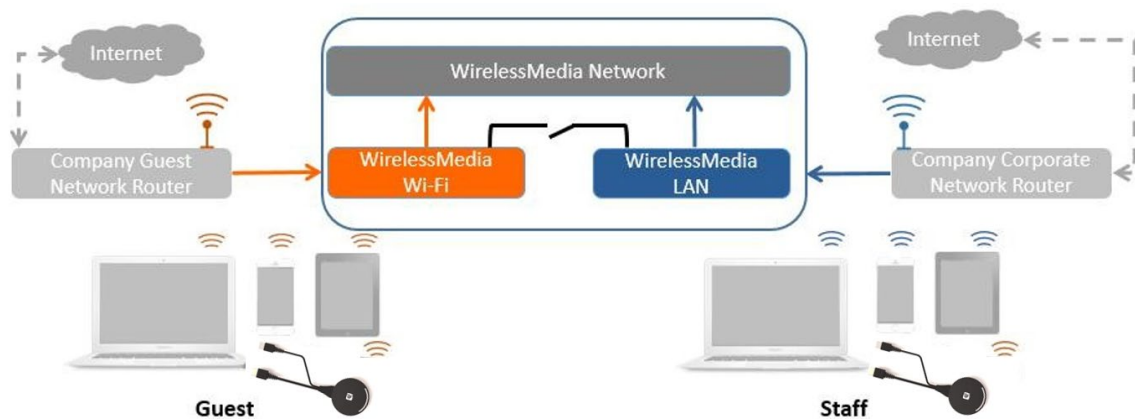 Internet
Internet
WirelessMedia Network
Company Guest
Network Router
WirelessMedia
Wi-Fi
WirelessMedia
LAN
Company Corporate
Network Router
Guest
Staff